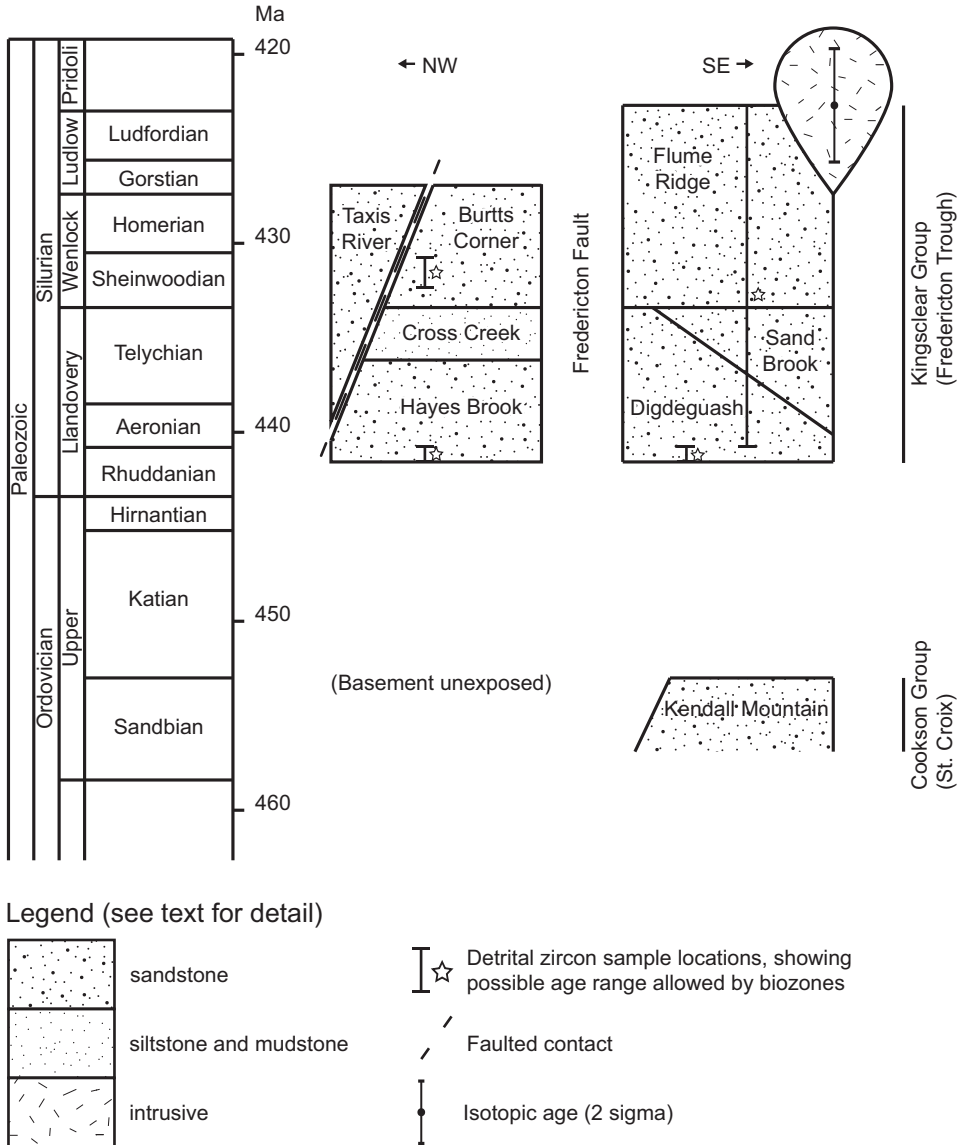 Ma
420
430
440
450
460
Paleozoic
Silurian
Ordovician
Pridoli
Ludlow
Wenlock
Llandovery
Upper
Ludfordian
Gorstian
Homerian
Sheinwoodian
Telychian
Aeronian
Rhuddanian
Hirnantian
Katian
Sandbian
NW
SE
Taxis
River
Burtts
Corner
Cross Creek
Hayes Brook
Fredericton Fault
Flume
Ridge
Sand
Brook
Digdeguash
Kingsclear Group
(Fredericton Trough)
(Basement unexposed)
Kendall Mountain
Cookson Group
(St. Croix)
Legend (see text for detail)
sandstone
siltstone and mudstone
intrusive
Detrital zircon sample locations, showing
possible age range allowed by biozones
Faulted contact
Isotopic age (2 sigma)